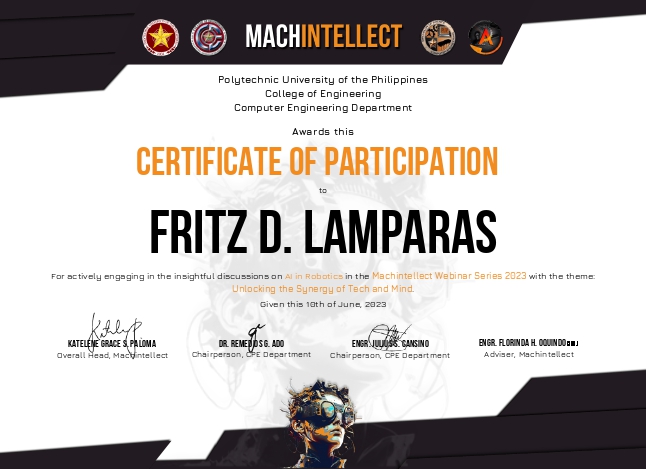 MACHINTELLECT
Polytechnic University of the Philippines
College of Engineering
Computer Engineering Department
Awards this
CERTIFICATE OF PARTICIPATION
to
FRITZ D. LAMPARAS
For actively engaging in the insightful discussions on AI in Robotics in the Machintellect Webinar Series 2023 with the theme:
Unlocking the Synergy of Tech and Mind.
Given this 10th of June, 2023
KATELENE GRACE S. PALOMA
Overall Head, Machintellect
DR. REMEDIOS G. ADO
Chairperson, CPE Department
ENGR. JULIUS S. CANSINO
Chairperson, CPE Department
ENGR. FLORINDA H. OQUINDO
Adviser, Machintellect